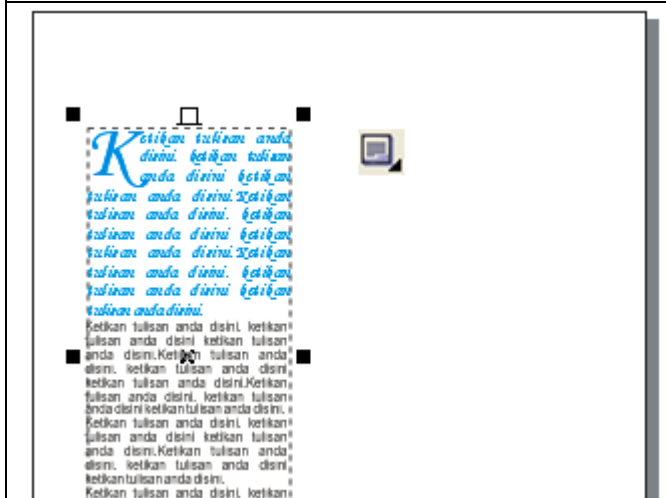 Ketikan tulisan anda
disini. ketikan tulisan
anda disini ketikan
tulisan anda disini.Ketikan
tulisan anda disini. ketikan
tulisan anda disini ketikan
tulisan anda disini.Ketikan
tulisan anda disini. ketikan
tulisan anda disini ketikan
tulisan anda disini.
Ketikan tulisan anda disini. ketikan
tulisan anda disini ketikan tulisan
anda disini.Ketikan tulisan anda
disini. ketikan tulisan anda disini
ketikan tulisan anda disini.Ketikan
tulisan anda disini. ketikan tulisan
anda disini ketikan tulisan anda disini.
Ketikan tulisan anda disini. ketikan
tulisan anda disini ketikan tulisan
anda disini.Ketikan tulisan anda
disini. ketikan tulisan anda disini
ketikan tulisan anda disini.
Ketikan tulisan anda disini. ketikan